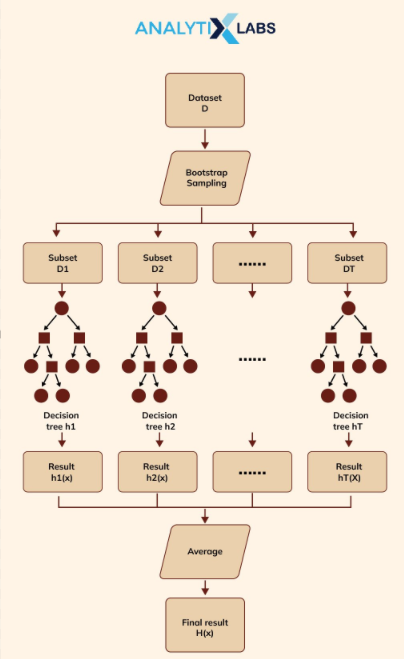 ANALYTIX LABS
Dataset
D
Bootstrap
Sampling
Subset
D1
Subset
D2
......
Subset
DT
......
Decision
tree h1
Decision
tree h2
Decision
tree hT
Result
h1(x)
Result
h2(x)
......
Result
hT(X)
Average
Final result
H(x)